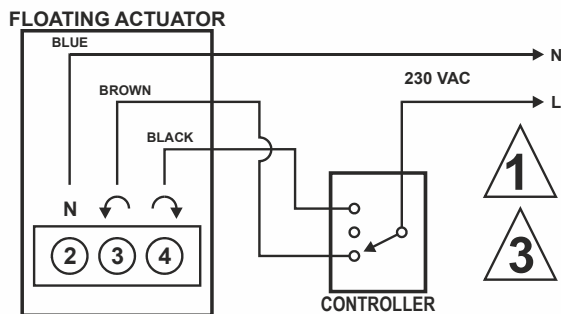 FLOATING ACTUATOR
BLUE
N
230 VAC
BROWN
L
BLACK
1
N
2 3 4
3
CONTROLLER